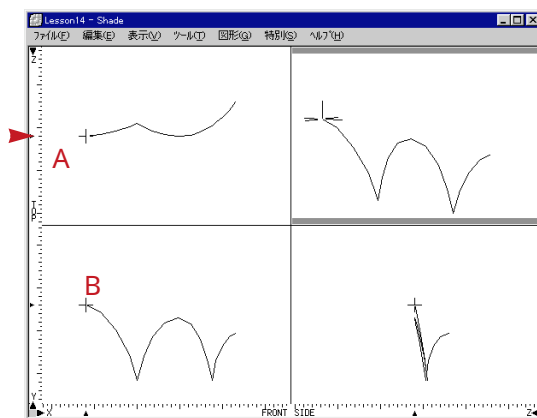 Lesson14 - Shade
ファイル(F) 編集(E) 表示(V) ツール(T) 図形(G) 特別(S) ヘルプ(H)
Z
A
TOP
B
Y
X FRONT SIDE Z